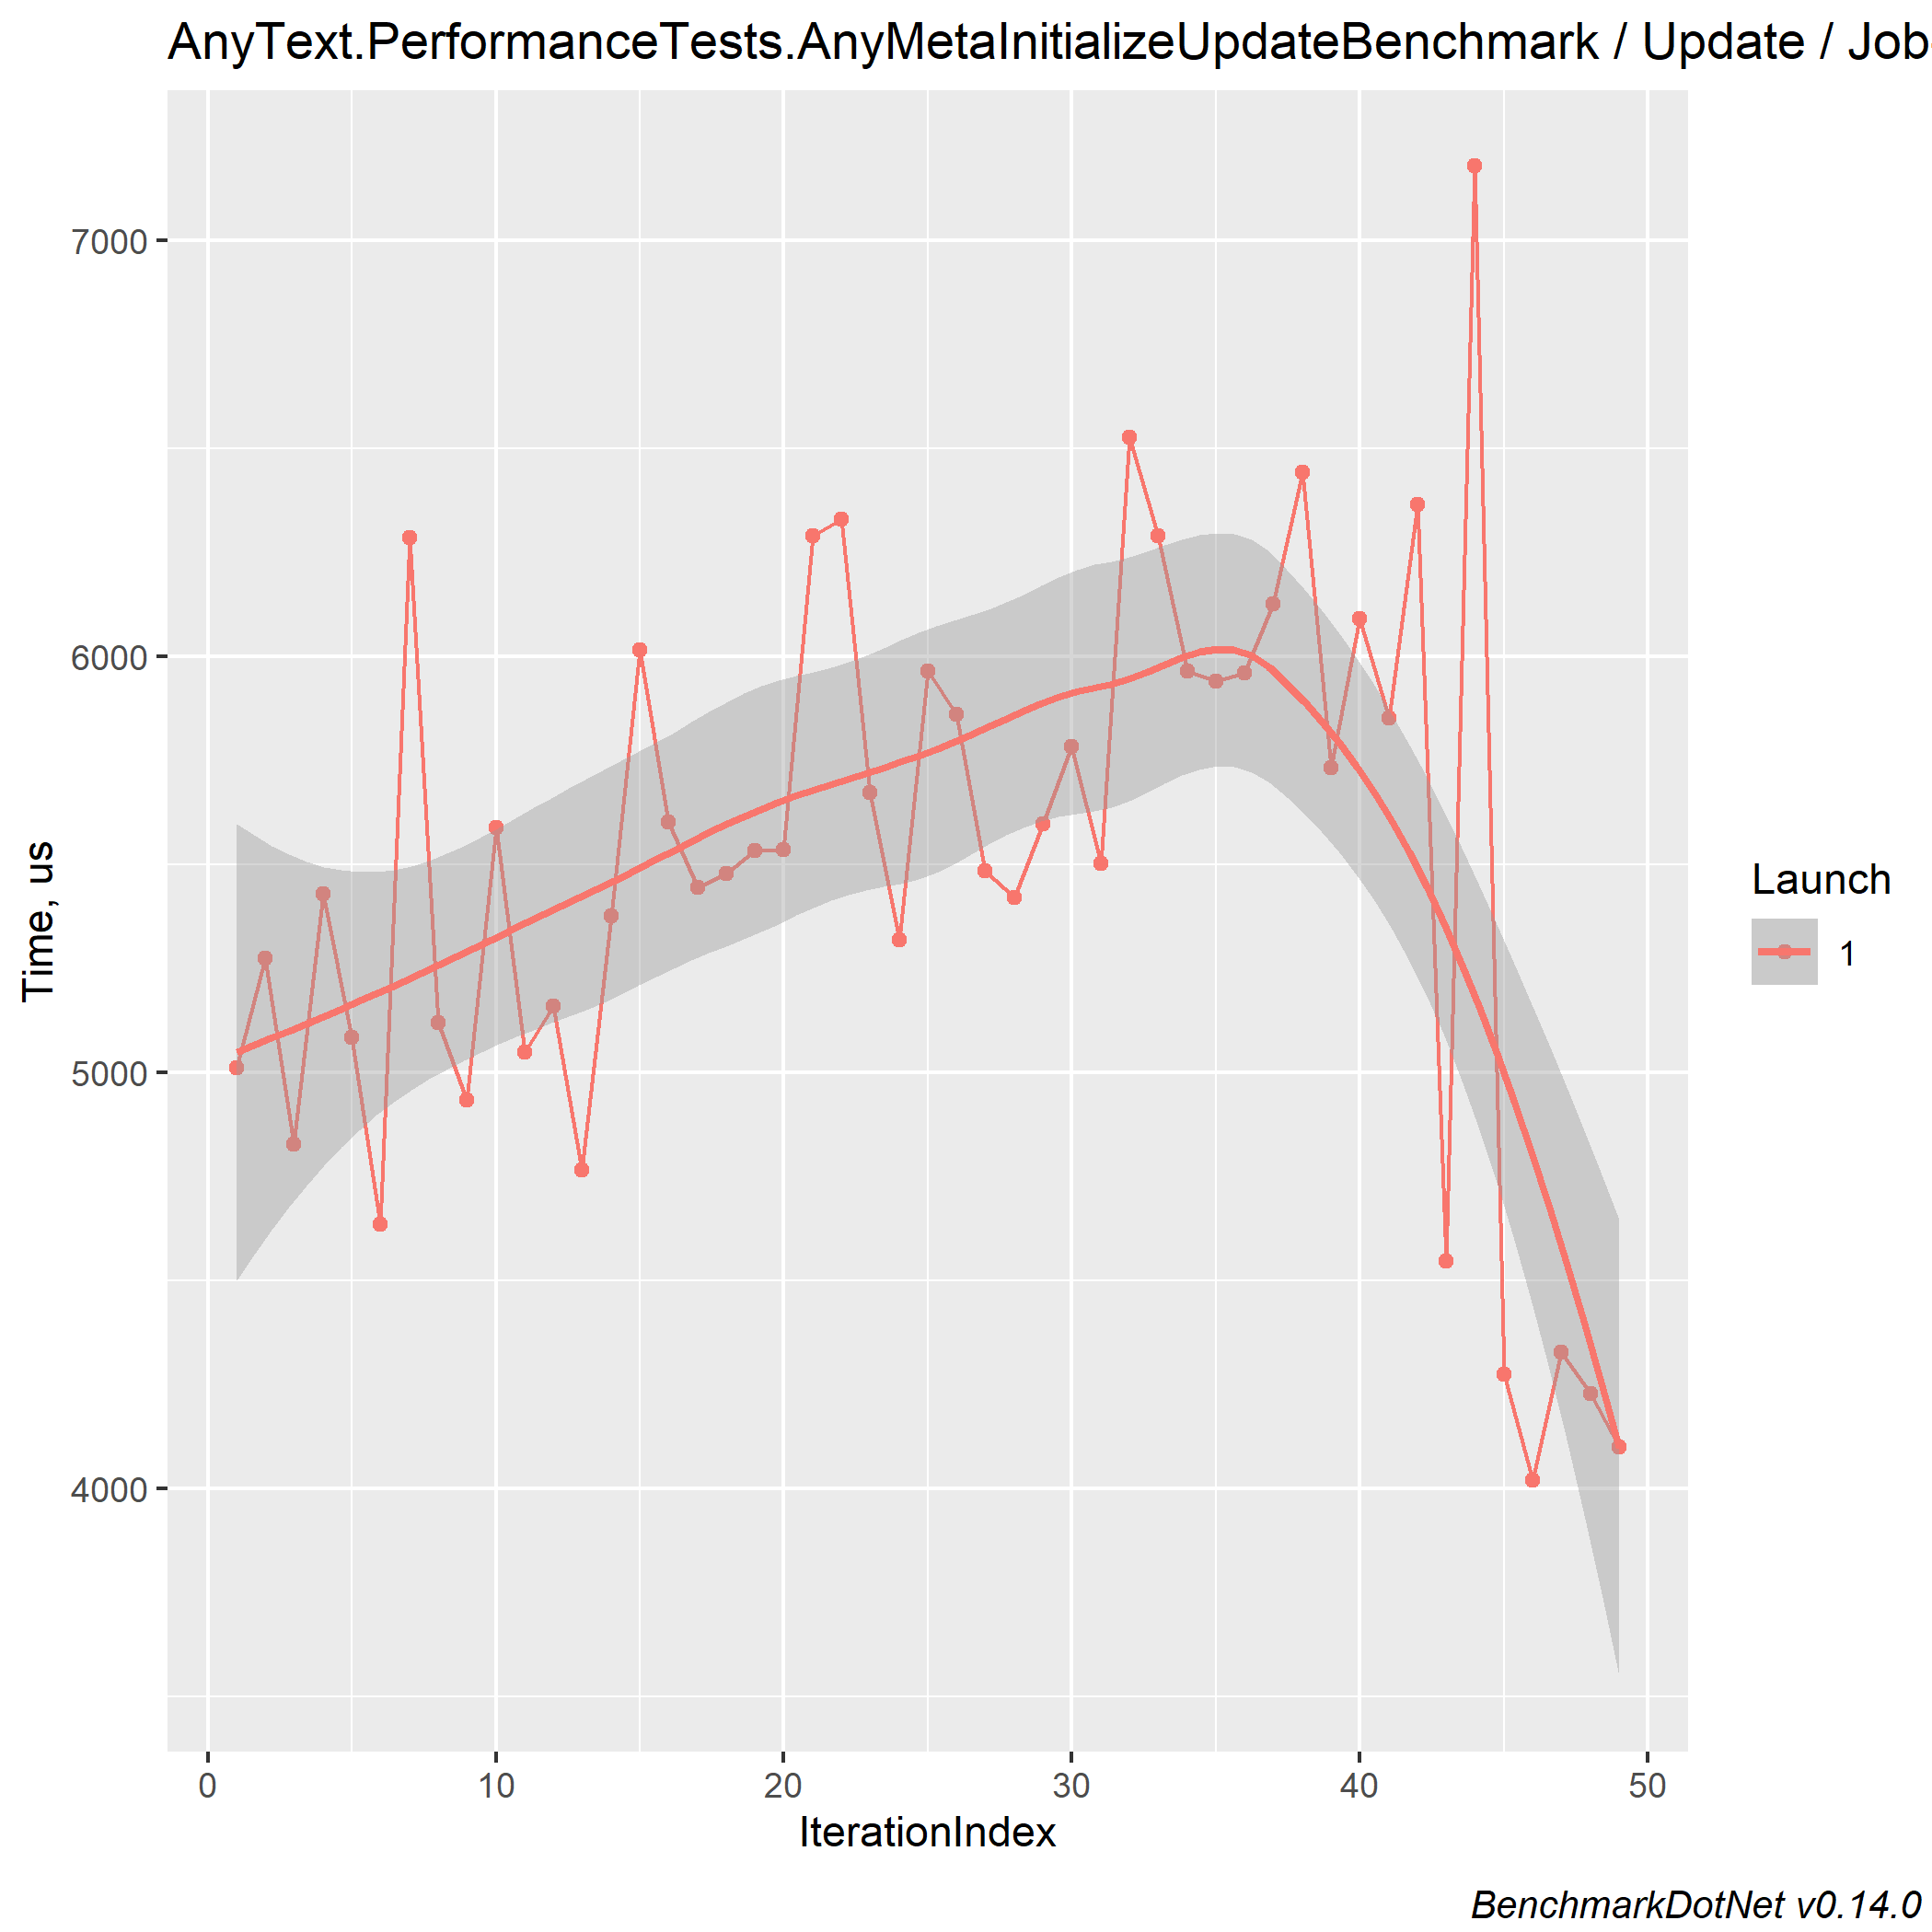 AnyText.PerformanceTests.AnyMetaInitializeUpdateBenchmark / Update / Job
7000
6000
5000
4000
Time, us
0 10 20 30 40 50
IterationIndex
Launch
1
BenchmarkDotNet v0.14.0